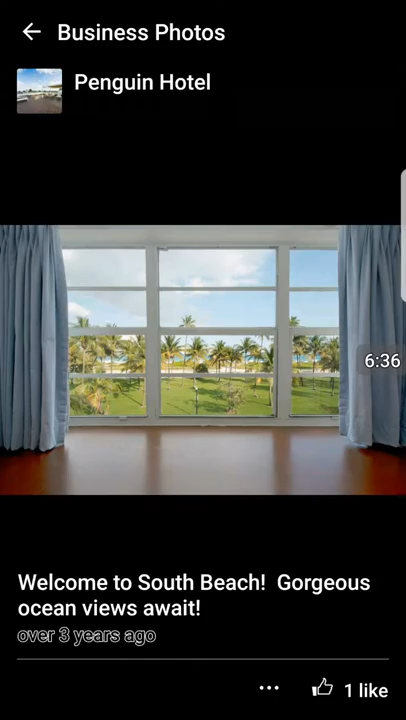 Business Photos
Penguin Hotel
6:36
Welcome to South Beach!  Gorgeous
ocean views await!
over 3 years ago
1 like